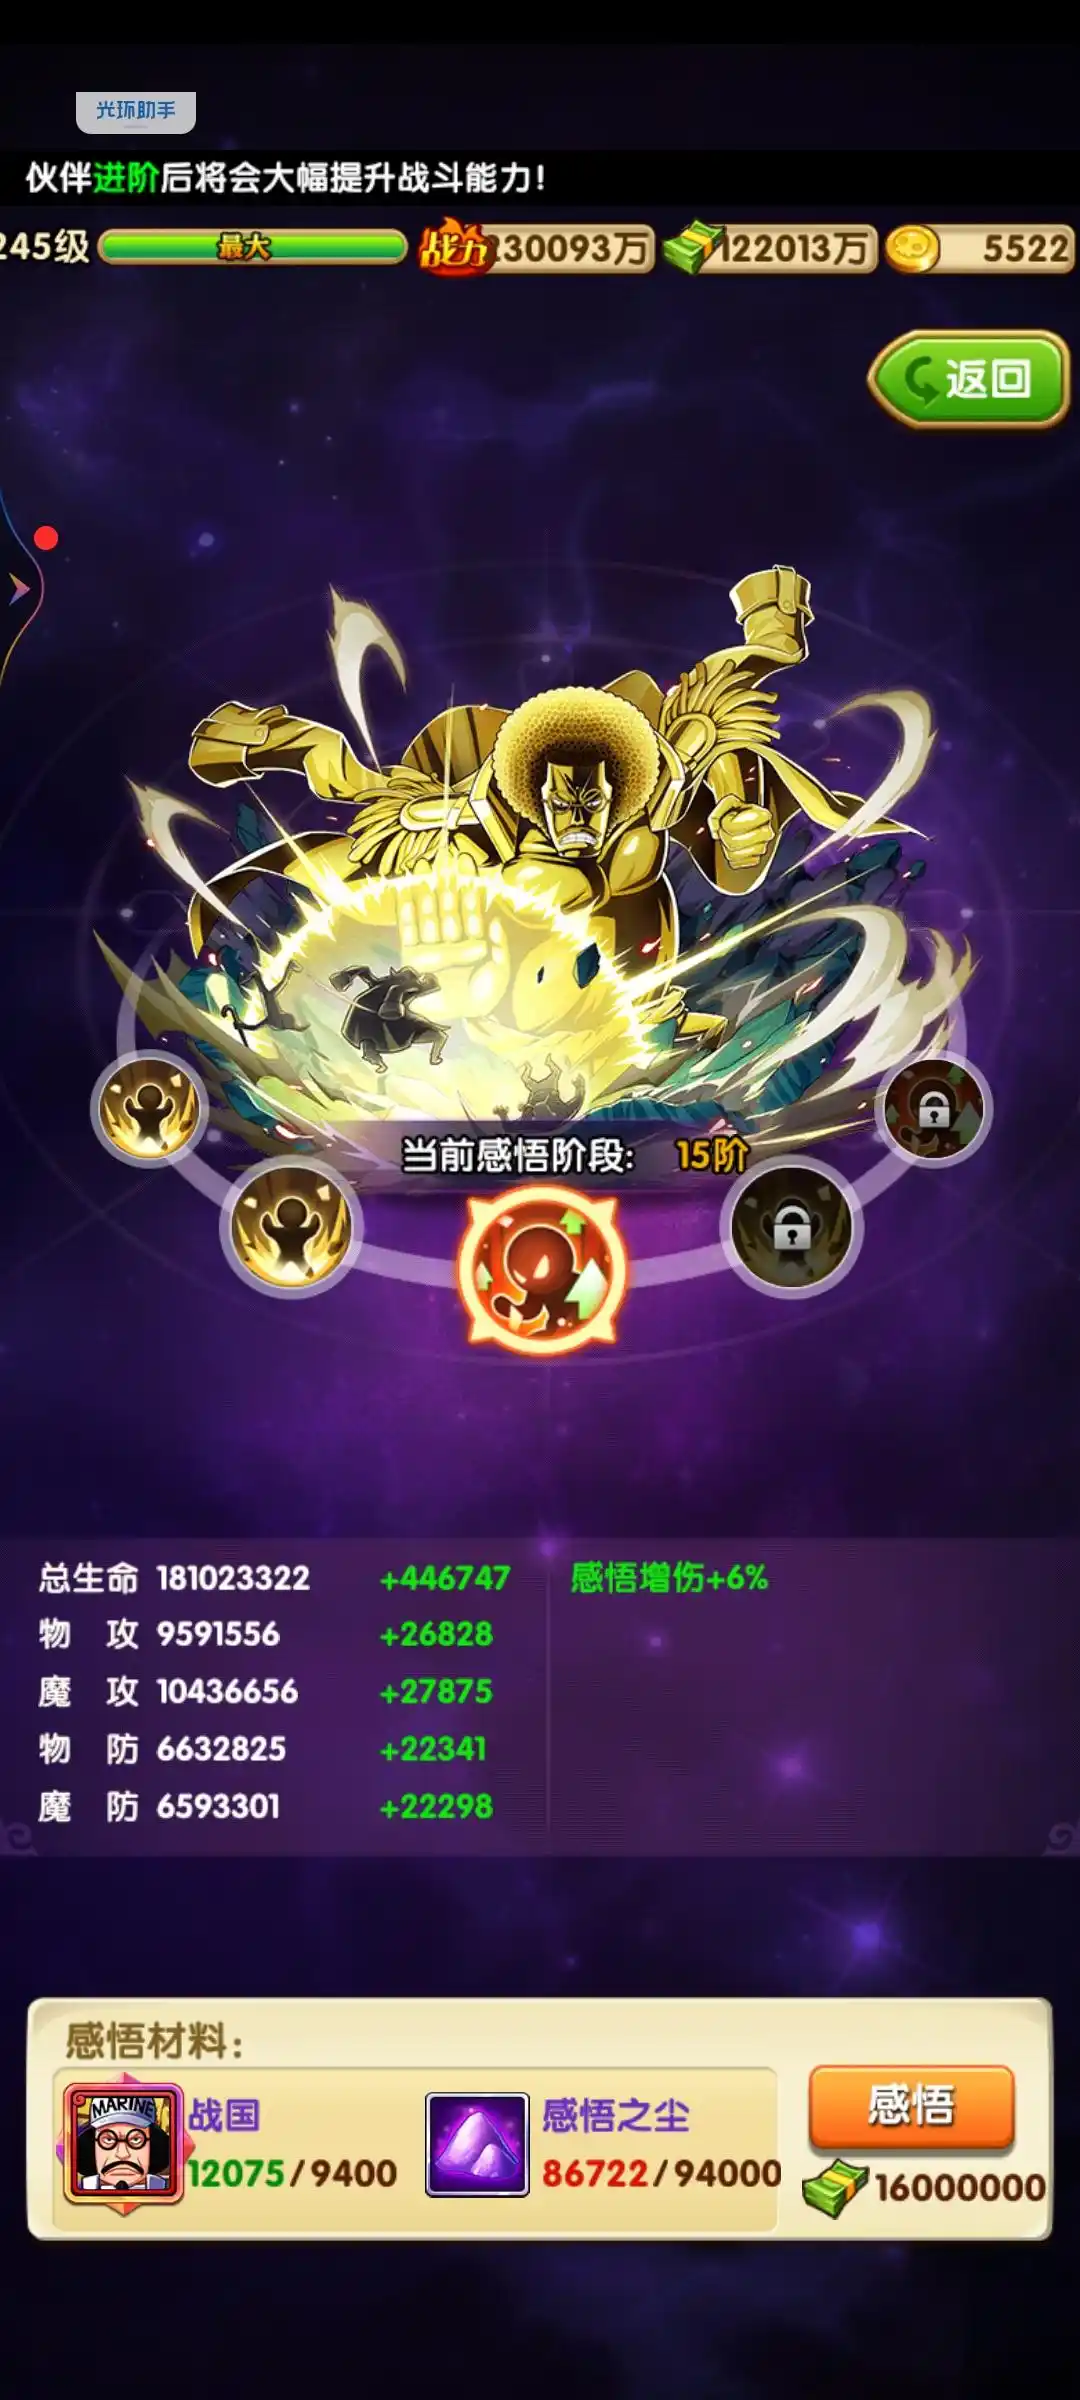 光环助手
伙伴进阶后将会大幅提升战斗能力!
245级 最大 战力 230093万 122013万 5522
返回
当前感悟阶段: 15阶
总生命 181023322 +446747 感悟增伤+6%
物 攻 9591556 +26828
魔 攻 10436656 +27875
物 防 6632825 +22341
魔 防 6593301 +22298
感悟材料:
MARINE 战国 感悟之尘 感悟
12075/9400 86722/94000 16000000